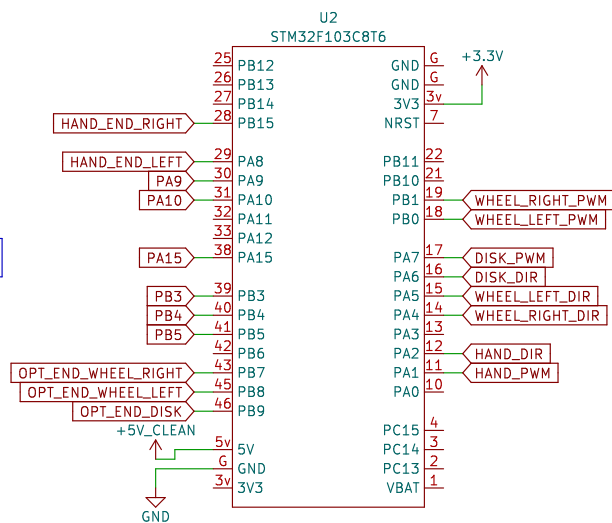 U2
STM32F103C8T6
25 PB12
26 PB13
27 PB14
HAND_END_RIGHT 28 PB15
HAND_END_LEFT 29 PA8
PA9 30 PA9
PA10 31 PA10
32 PA11
33 PA12
PA15 38 PA15
PB3 39 PB3
PB4 40 PB4
PB5 41 PB5
42 PB6
OPT_END_WHEEL_RIGHT 43 PB7
OPT_END_WHEEL_LEFT 45 PB8
OPT_END_DISK 46 PB9
+5V_CLEAN
5v 5V
G GND
3v 3V3
GND
+3.3V
GND G
GND G
3V3 3v
NRST 7
PB11 22
PB10 21
PB1 19 WHEEL_RIGHT_PWM
PB0 18 WHEEL_LEFT_PWM
PA7 17 DISK_PWM
PA6 16 DISK_DIR
PA5 15 WHEEL_LEFT_DIR
PA4 14 WHEEL_RIGHT_DIR
PA3 13
PA2 12 HAND_DIR
PA1 11 HAND_PWM
PA0 10
PC15 4
PC14 3
PC13 2
VBAT 1